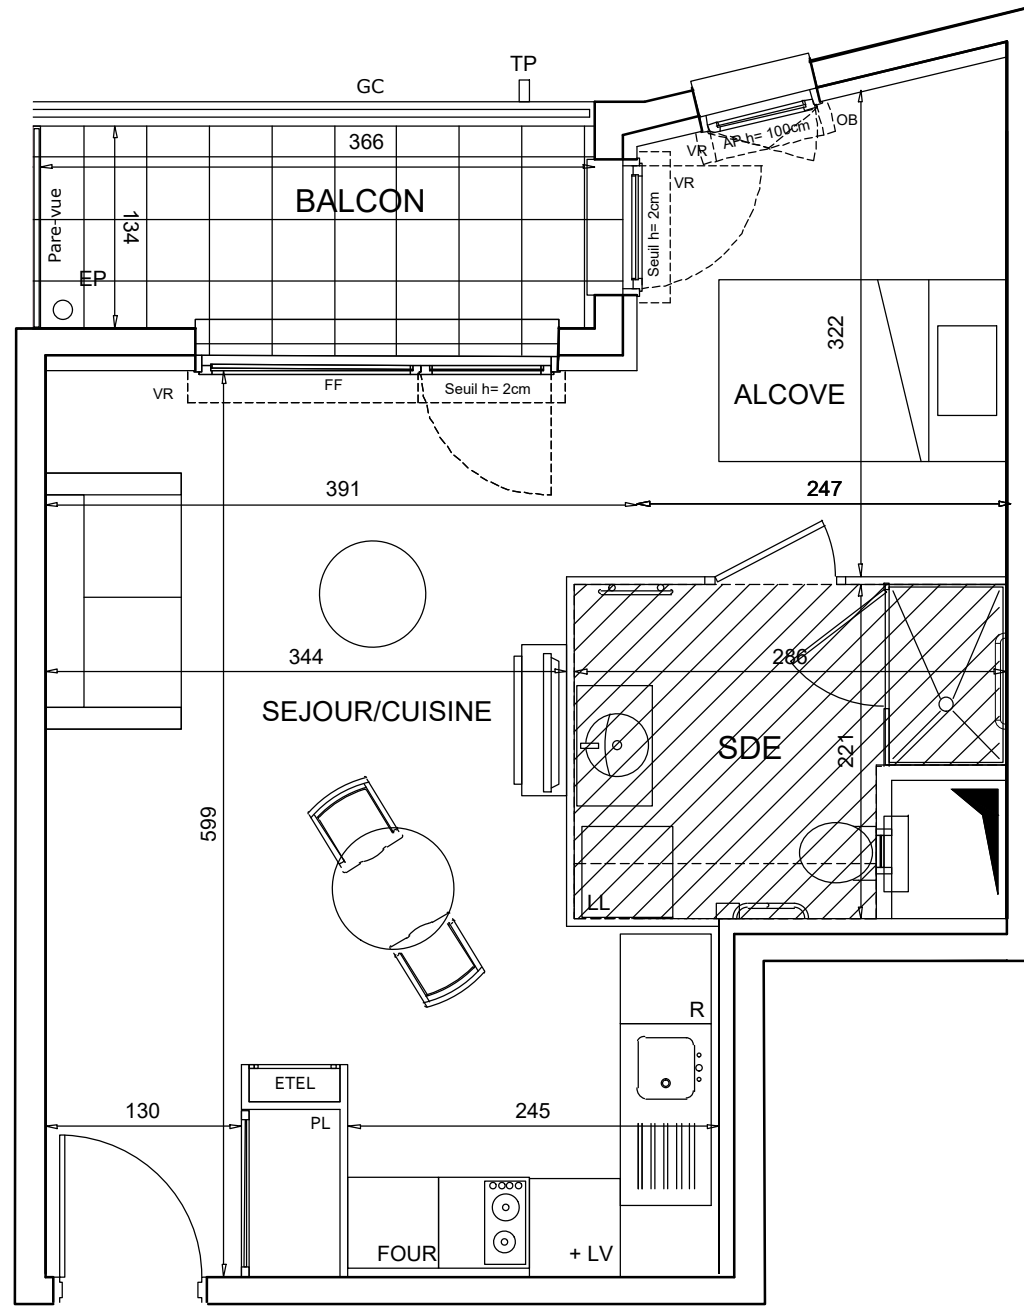 TP
GC
OB
AP h= 100cm
366
VR
VR
BALCON
Pare-vue
134
Seuil h= 2cm
EP
322
FF
Seuil h= 2cm
VR
ALCOVE
391
247
344
286
SEJOUR/CUISINE
SDE
221
599
LL
R
ETEL
130
PL
245
FOUR
+ LV